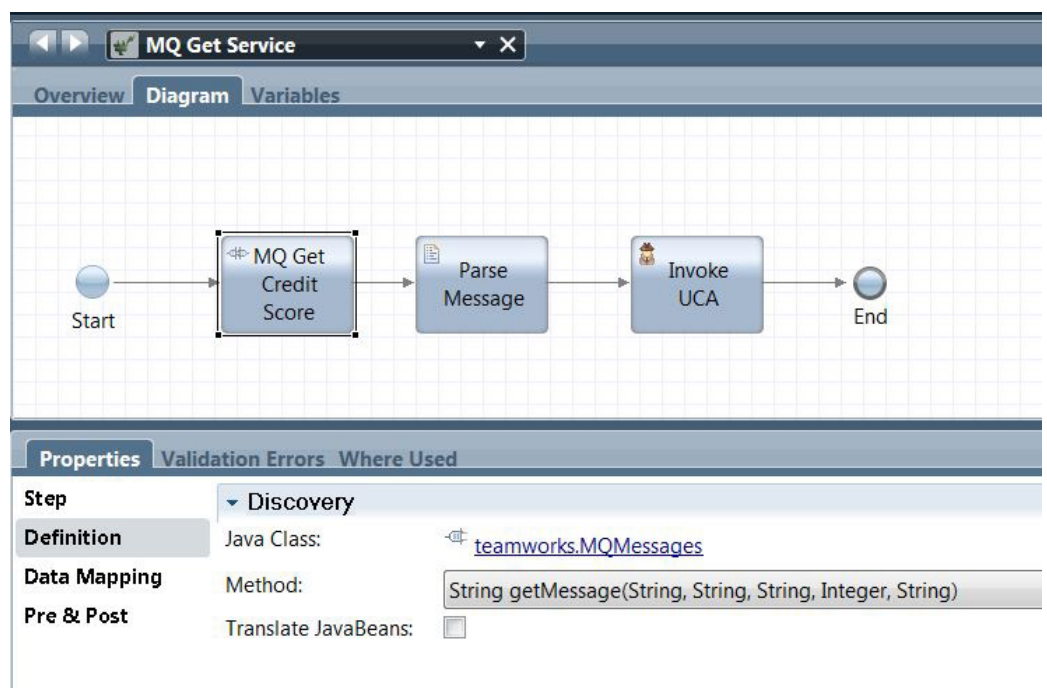 MQ Get Service
Overview Diagram Variables
MQ Get
Credit
Score
Parse
Message
Invoke
UCA
Start
End
Properties Validation Errors Where Used
Step
Discovery
Definition
Java Class: teamworks.MQMessages
Data Mapping
Method: String getMessage(String, String, String, Integer, String)
Pre & Post
Translate JavaBeans: